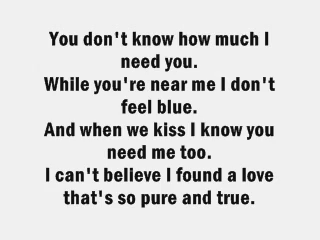 You don't know how much I
need you.
While you're near me I don't
feel blue.
And when we kiss I know you
need me too.
I can't believe I found a love
that's so pure and true.